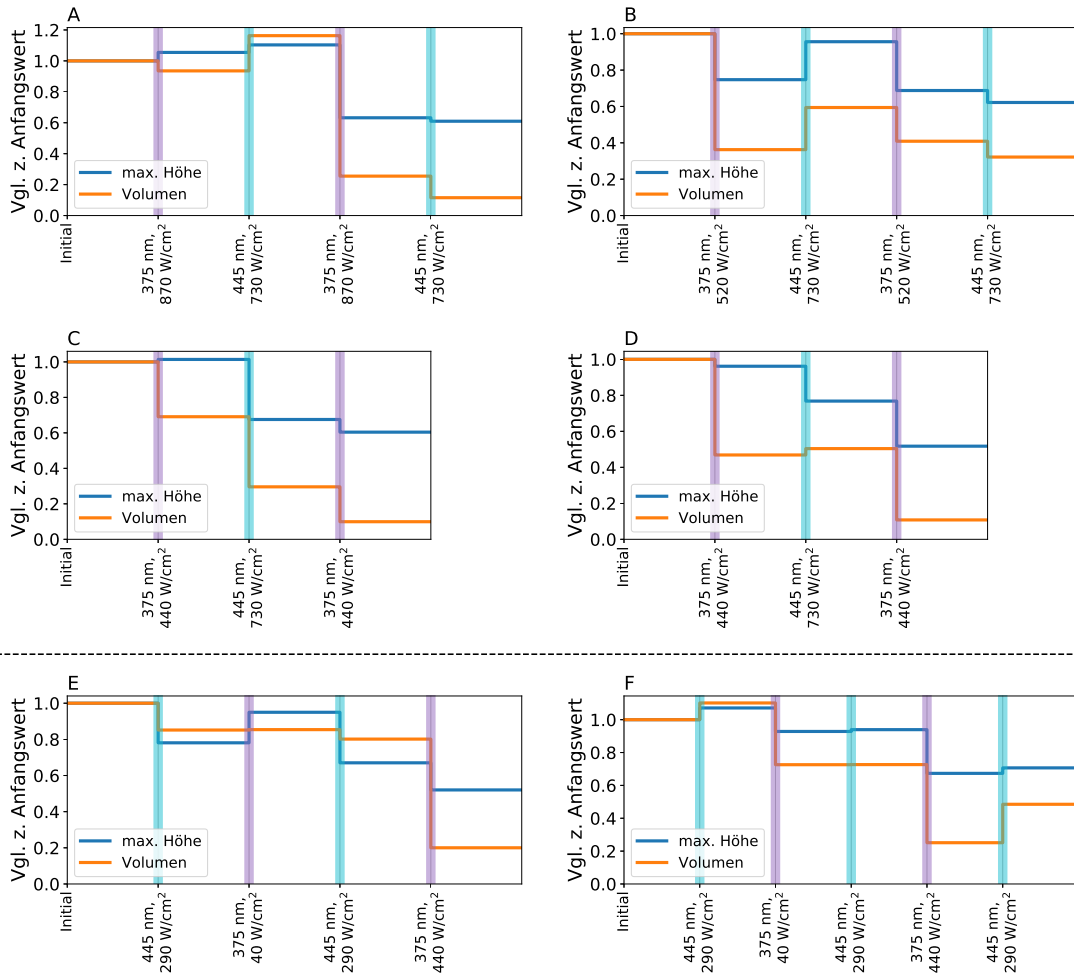 A
Vgl. z. Anfangswert
1.2
1.0
0.8
0.6
0.4
0.2
0.0
max. Höhe
Volumen
Initial
375 nm,
870 W/cm²
445 nm,
730 W/cm²
375 nm,
870 W/cm²
445 nm,
730 W/cm²
B
Vgl. z. Anfangswert
1.0
0.8
0.6
0.4
0.2
0.0
max. Höhe
Volumen
Initial
375 nm,
520 W/cm²
445 nm,
730 W/cm²
375 nm,
520 W/cm²
445 nm,
730 W/cm²
C
Vgl. z. Anfangswert
1.0
0.8
0.6
0.4
0.2
0.0
max. Höhe
Volumen
Initial
375 nm,
440 W/cm²
445 nm,
730 W/cm²
375 nm,
440 W/cm²
D
Vgl. z. Anfangswert
1.0
0.8
0.6
0.4
0.2
0.0
max. Höhe
Volumen
Initial
375 nm,
440 W/cm²
445 nm,
730 W/cm²
375 nm,
440 W/cm²
E
Vgl. z. Anfangswert
1.0
0.8
0.6
0.4
0.2
0.0
max. Höhe
Volumen
Initial
445 nm,
290 W/cm²
375 nm,
40 W/cm²
445 nm,
290 W/cm²
375 nm,
440 W/cm²
F
Vgl. z. Anfangswert
1.0
0.8
0.6
0.4
0.2
0.0
max. Höhe
Volumen
Initial
445 nm,
290 W/cm²
375 nm,
40 W/cm²
445 nm,
290 W/cm²
375 nm,
440 W/cm²
445 nm,
290 W/cm²